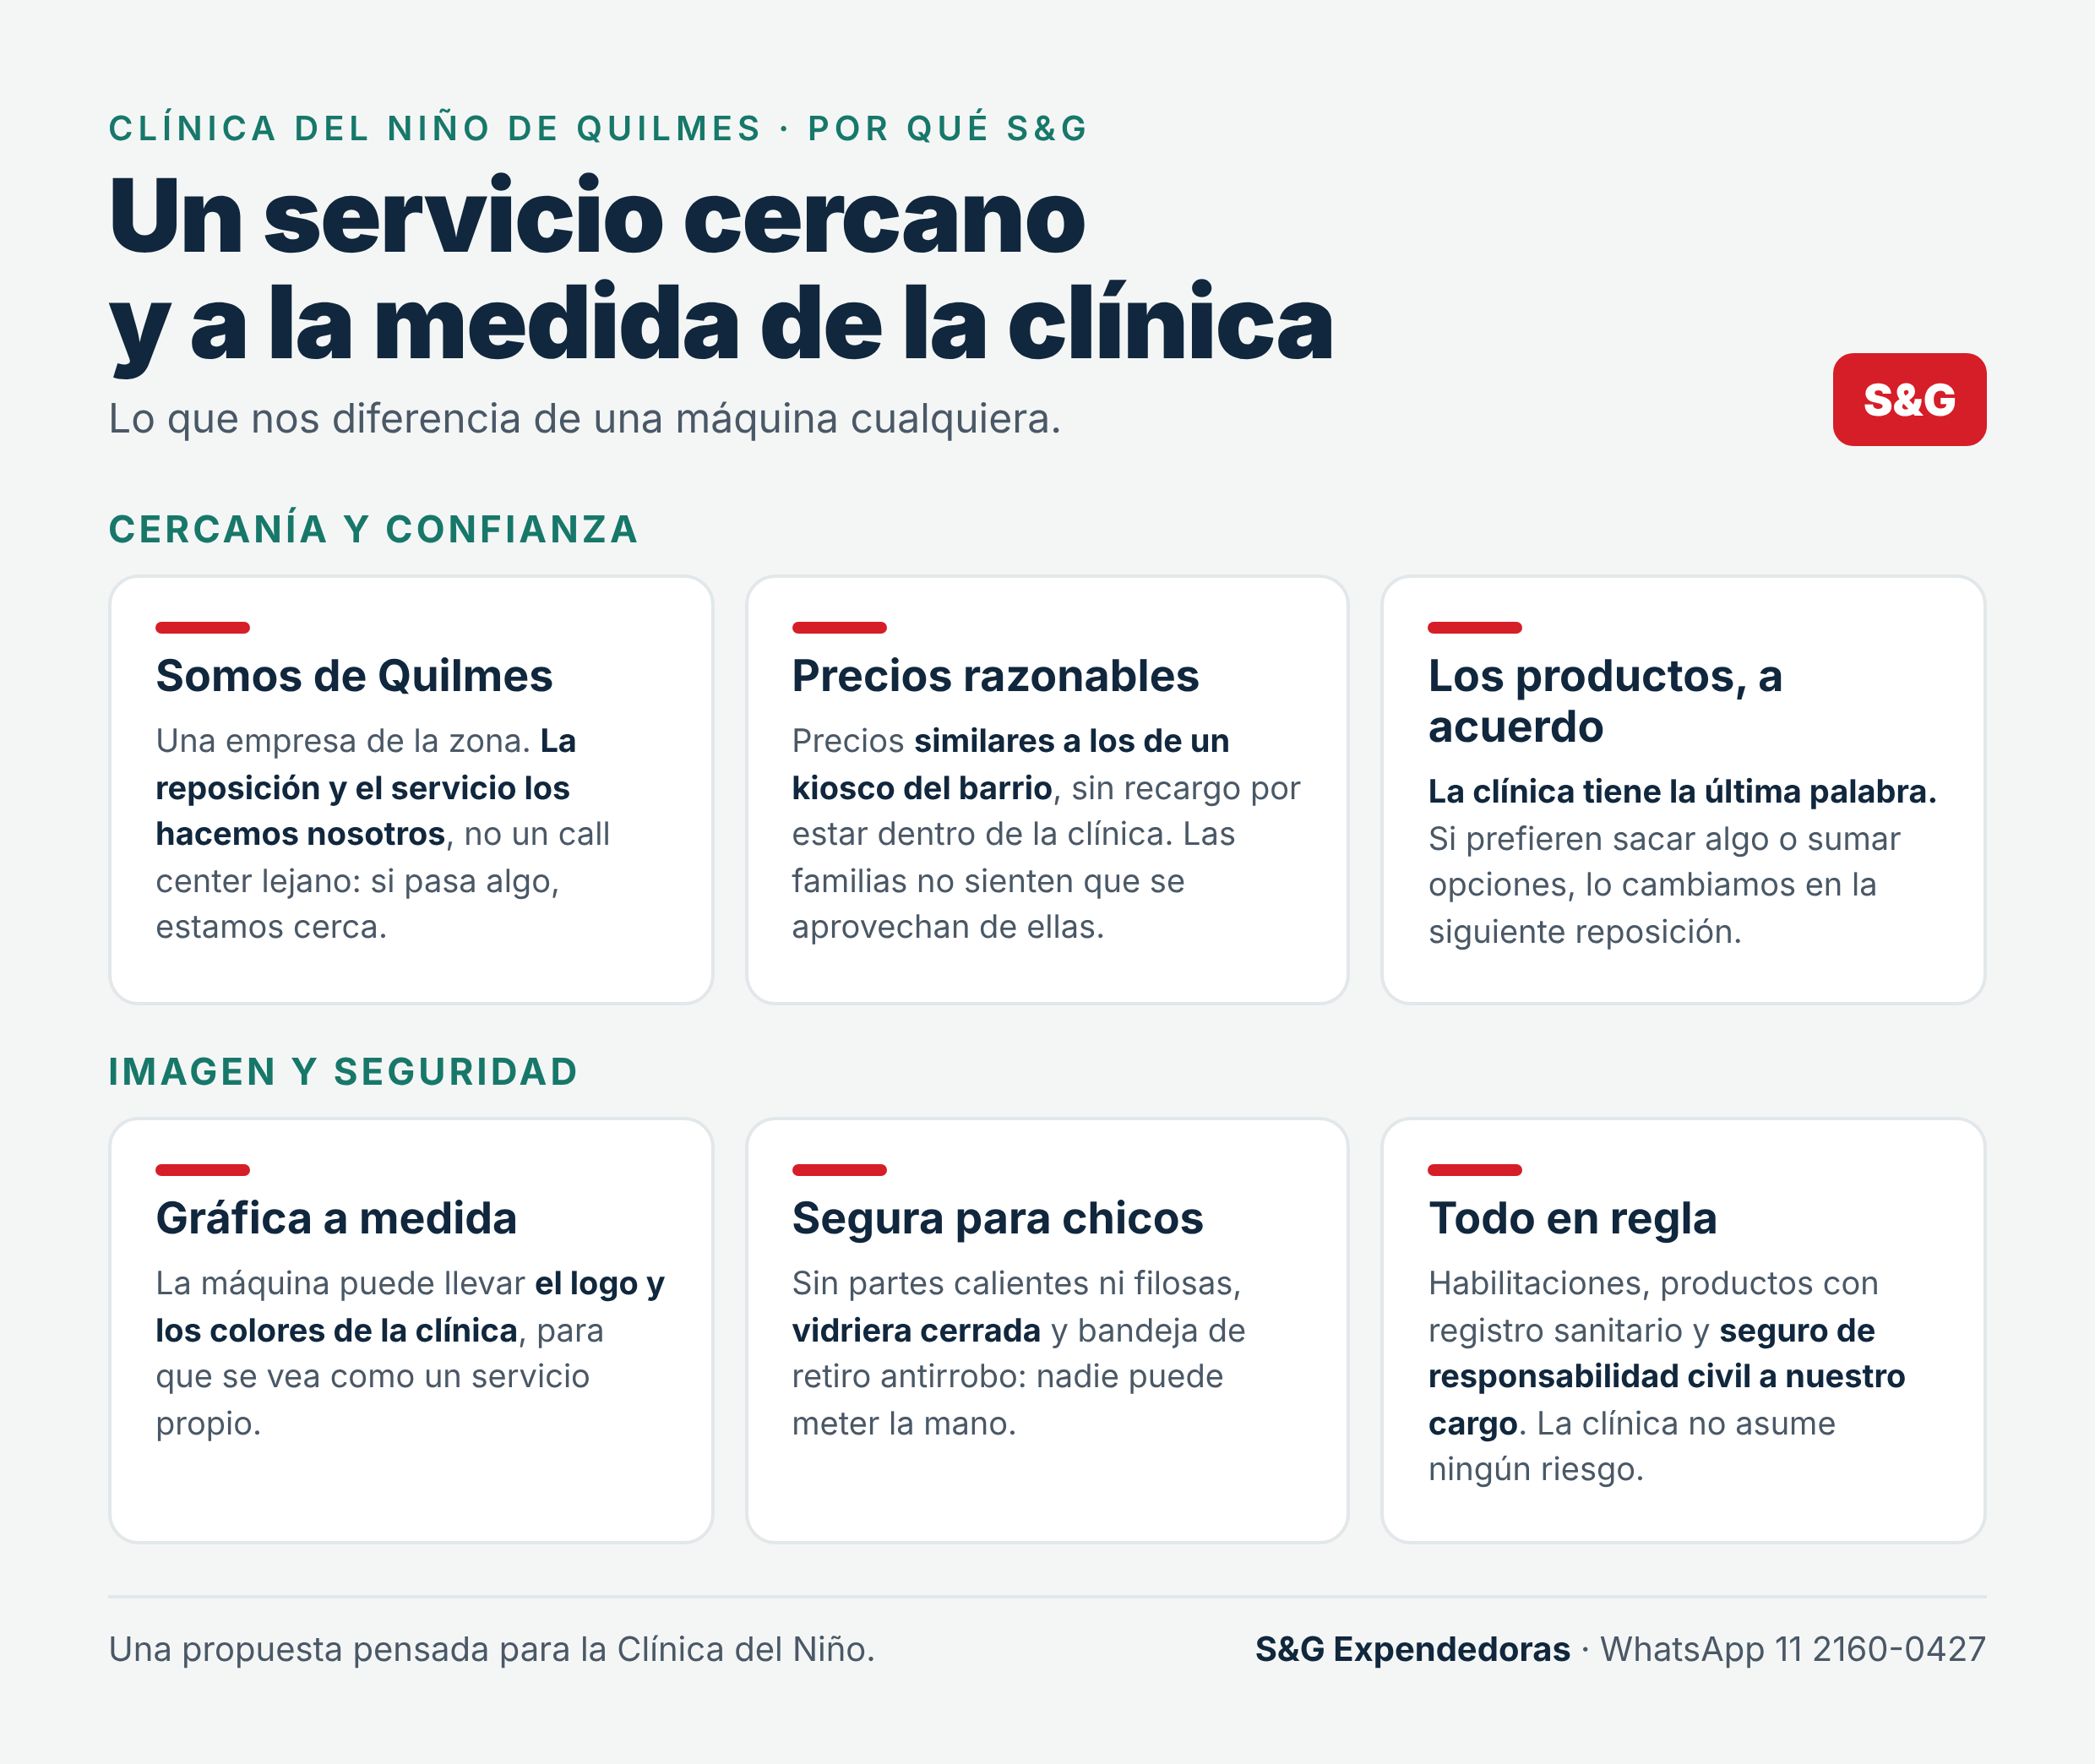 CLÍNICA DEL NIÑO DE QUILMES · POR QUÉ S&G
Un servicio cercano
y a la medida de la clínica
Lo que nos diferencia de una máquina cualquiera.
S&G
CERCANÍA Y CONFIANZA
Somos de Quilmes
Una empresa de la zona. La
reposición y el servicio los
hacemos nosotros, no un call
center lejano: si pasa algo,
estamos cerca.
Precios razonables
Precios similares a los de un
kiosco del barrio, sin recargo por
estar dentro de la clínica. Las
familias no sienten que se
aprovechan de ellas.
Los productos, a
acuerdo
La clínica tiene la última palabra.
Si prefieren sacar algo o sumar
opciones, lo cambiamos en la
siguiente reposición.
IMAGEN Y SEGURIDAD
Gráfica a medida
La máquina puede llevar el logo y
los colores de la clínica, para
que se vea como un servicio
propio.
Segura para chicos
Sin partes calientes ni filosas,
vidriera cerrada y bandeja de
retiro antirrobo: nadie puede
meter la mano.
Todo en regla
Habilitaciones, productos con
registro sanitario y seguro de
responsabilidad civil a nuestro
cargo. La clínica no asume
ningún riesgo.
Una propuesta pensada para la Clínica del Niño.
S&G Expendedoras · WhatsApp 11 2160-0427